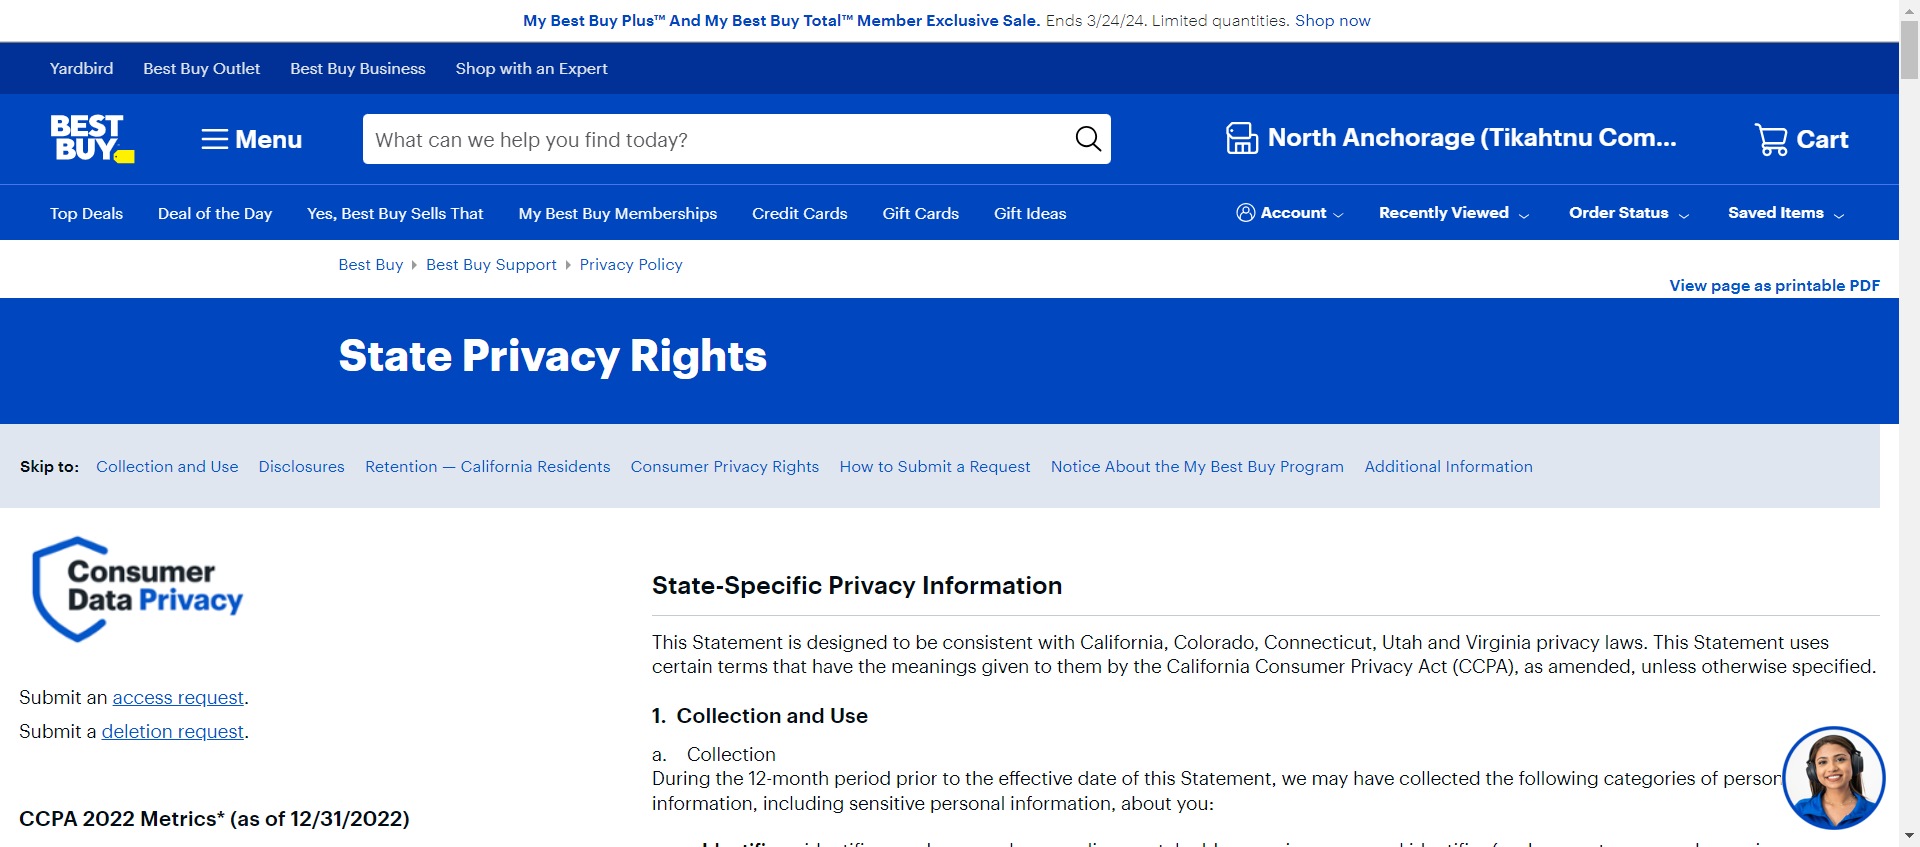 My Best Buy Plus™ And My Best Buy Total™ Member Exclusive Sale. Ends 3/24/24. Limited quantities. Shop now
Yardbird Best Buy Outlet Best Buy Business Shop with an Expert
BEST BUY
Menu
What can we help you find today?
North Anchorage (Tikahtnu Com...
Cart
Top Deals Deal of the Day Yes, Best Buy Sells That My Best Buy Memberships Credit Cards Gift Cards Gift Ideas
Account Recently Viewed Order Status Saved Items
Best Buy Best Buy Support Privacy Policy
View page as printable PDF
State Privacy Rights
Skip to: Collection and Use Disclosures Retention — California Residents Consumer Privacy Rights How to Submit a Request Notice About the My Best Buy Program Additional Information
Consumer
Data Privacy
Submit an access request.
Submit a deletion request.
CCPA 2022 Metrics* (as of 12/31/2022)
State-Specific Privacy Information
This Statement is designed to be consistent with California, Colorado, Connecticut, Utah and Virginia privacy laws. This Statement uses
certain terms that have the meanings given to them by the California Consumer Privacy Act (CCPA), as amended, unless otherwise specified.
1. Collection and Use
a. Collection
During the 12-month period prior to the effective date of this Statement, we may have collected the following categories of person
information, including sensitive personal information, about you: